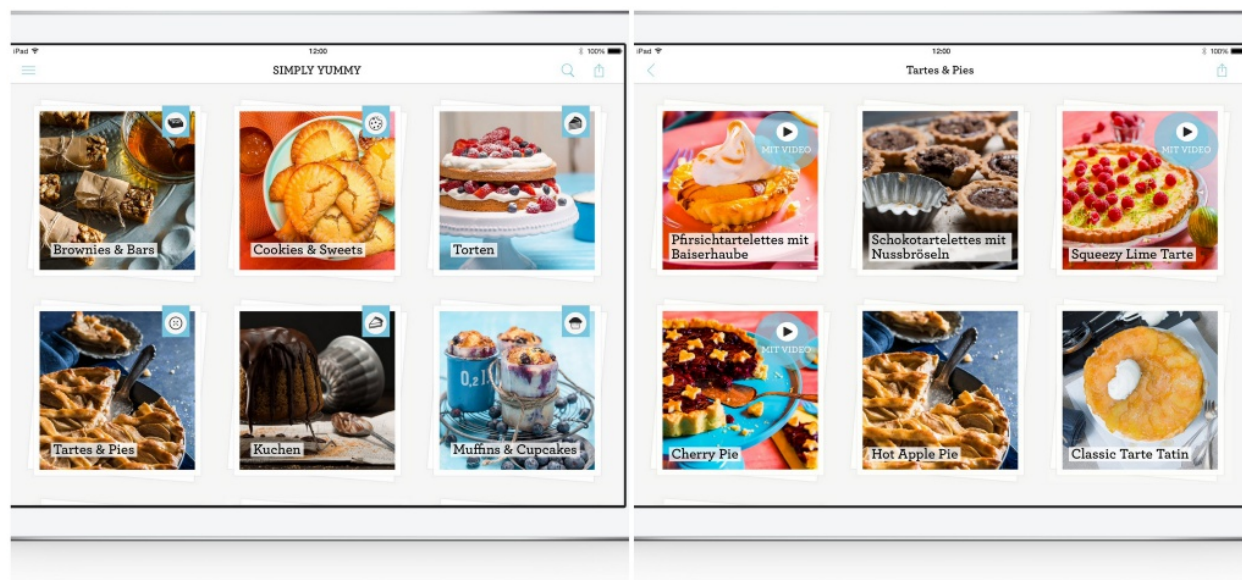 iPad
12:00
100%
SIMPLY YUMMY
Brownies & Bars
Cookies & Sweets
Torten
Tartes & Pies
Kuchen
0,2 l
Muffins & Cupcakes
iPad
12:00
100%
Tartes & Pies
MIT VIDEO
Pfirsichtartelettes mit
Baiserhaube
Schokotartelettes mit
Nussbröseln
MIT VIDEO
Squeezy Lime Tarte
MIT VIDEO
Cherry Pie
Hot Apple Pie
Classic Tarte Tatin